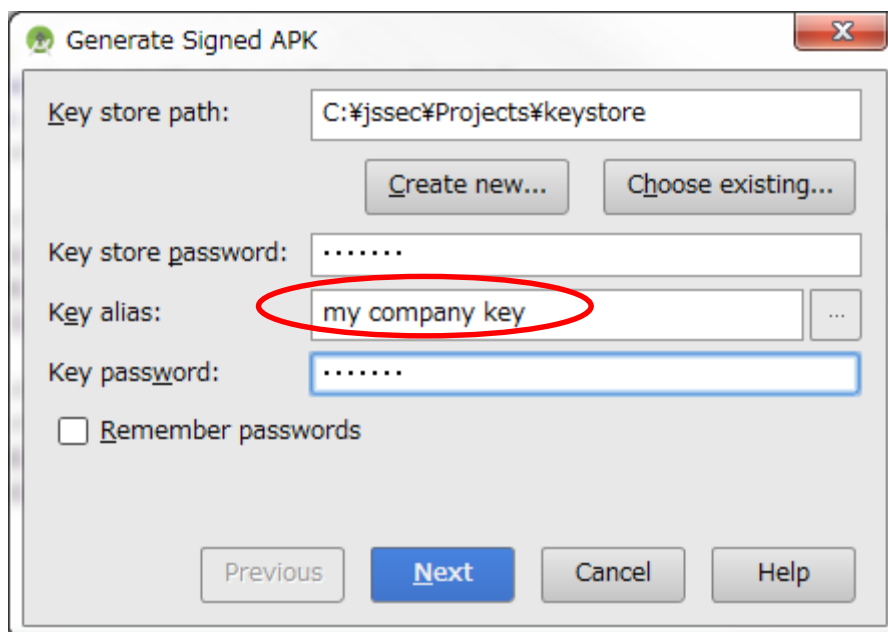 Generate Signed APK
Key store path: C:¥jssec¥Projects¥keystore
Create new... Choose existing...
Key store password: ·······
Key alias: my company key ...
Key password: ·······
Remember passwords
Previous Next Cancel Help